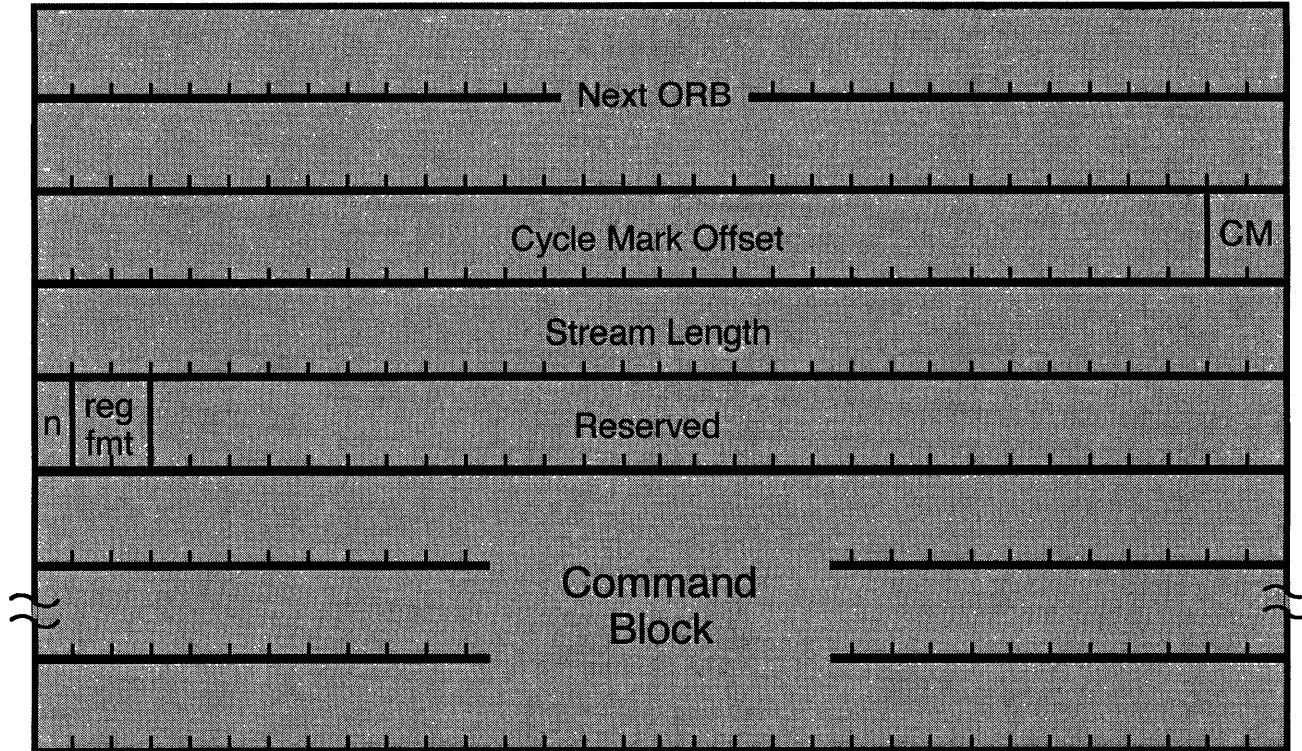 Next ORB
Cycle Mark Offset CM
Stream Length
n reg fmt Reserved
Command
Block